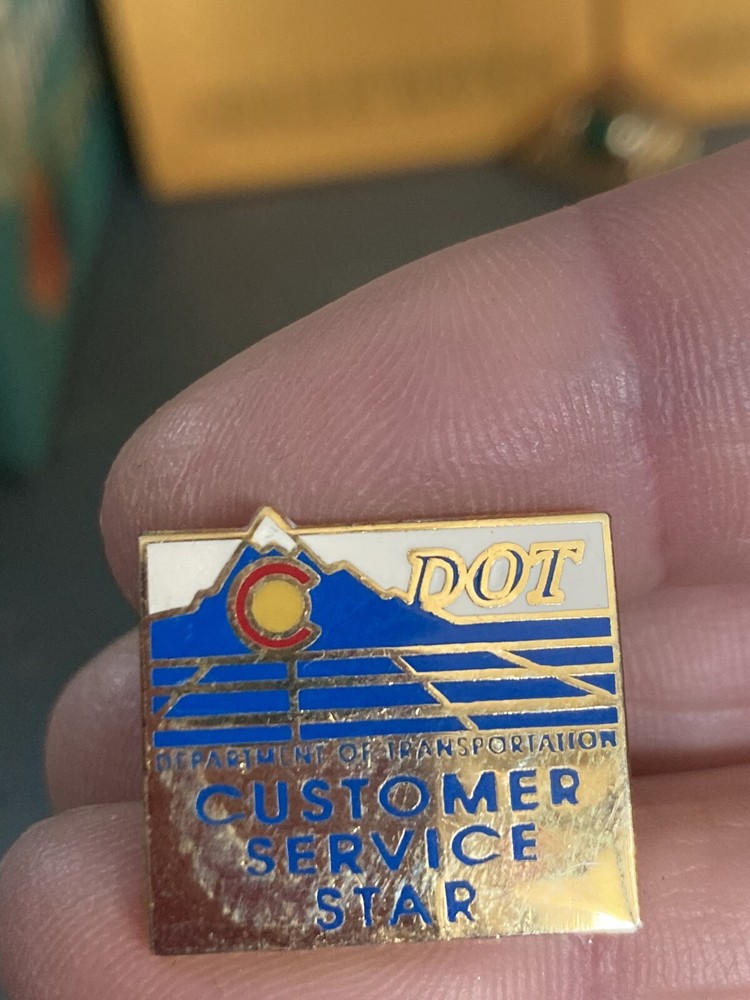 C DOT
DEPARTMENT OF TRANSPORTATION
CUSTOMER
SERVICE
STAR